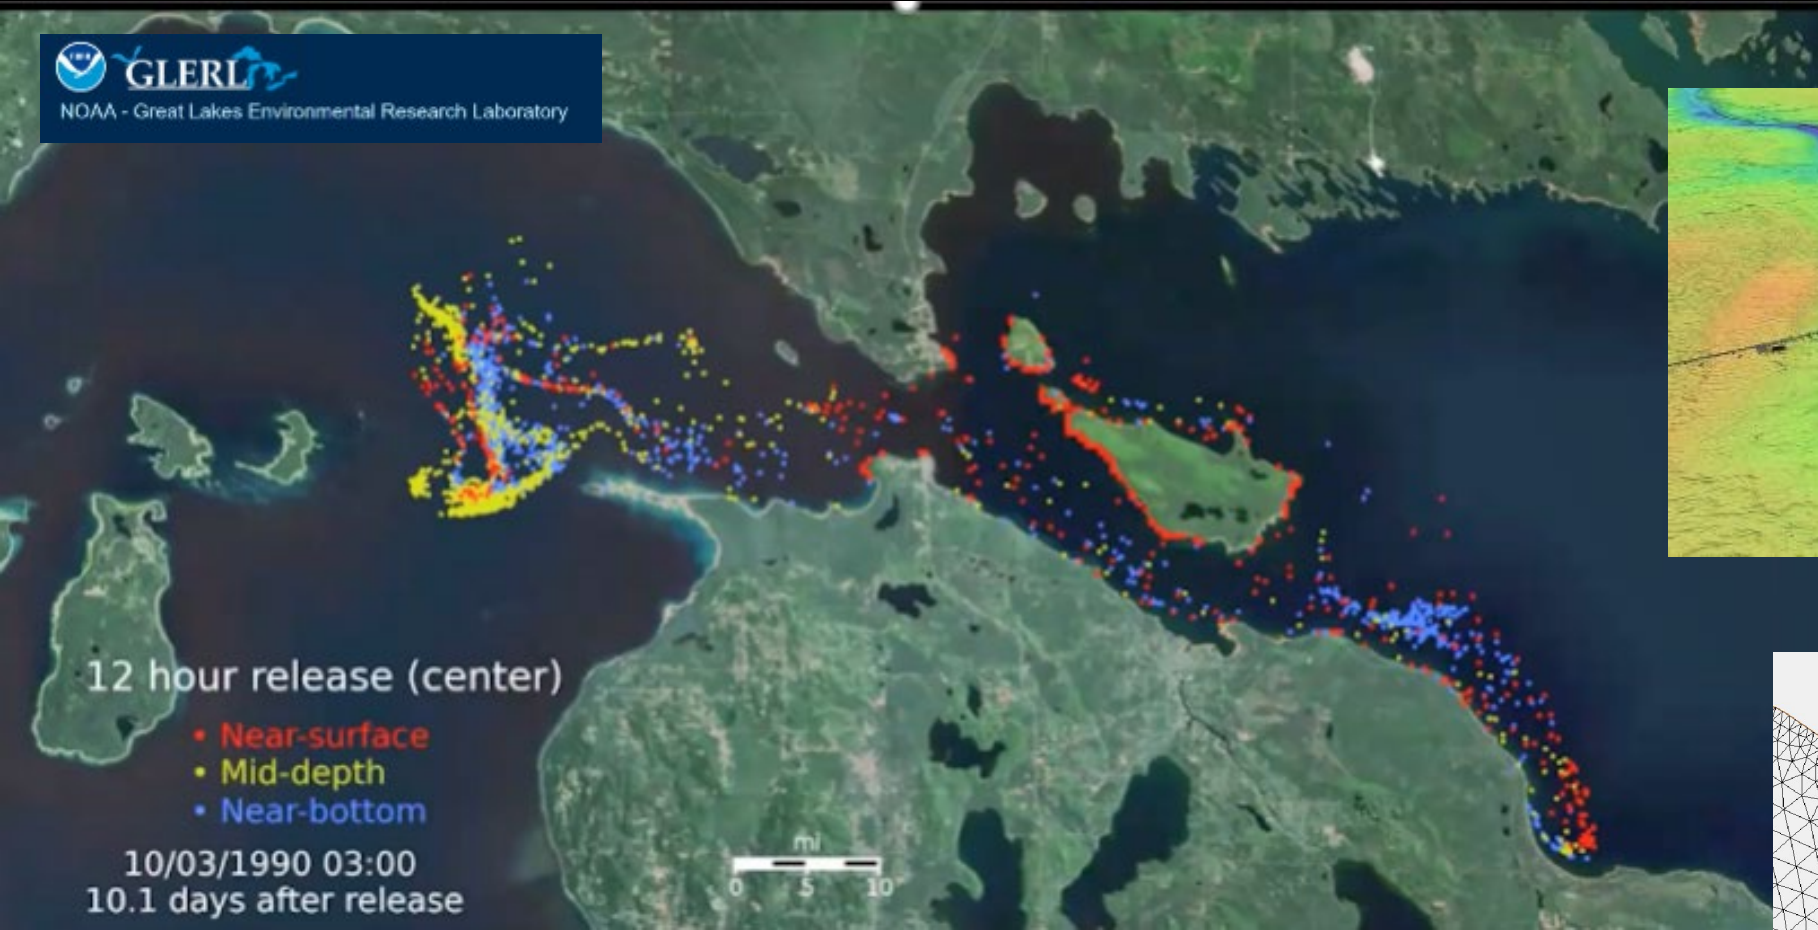 GLERL
NOAA - Great Lakes Environmental Research Laboratory
12 hour release (center)
• Near-surface
• Mid-depth
• Near-bottom
10/03/1990 03:00
10.1 days after release
mi
0 5 10